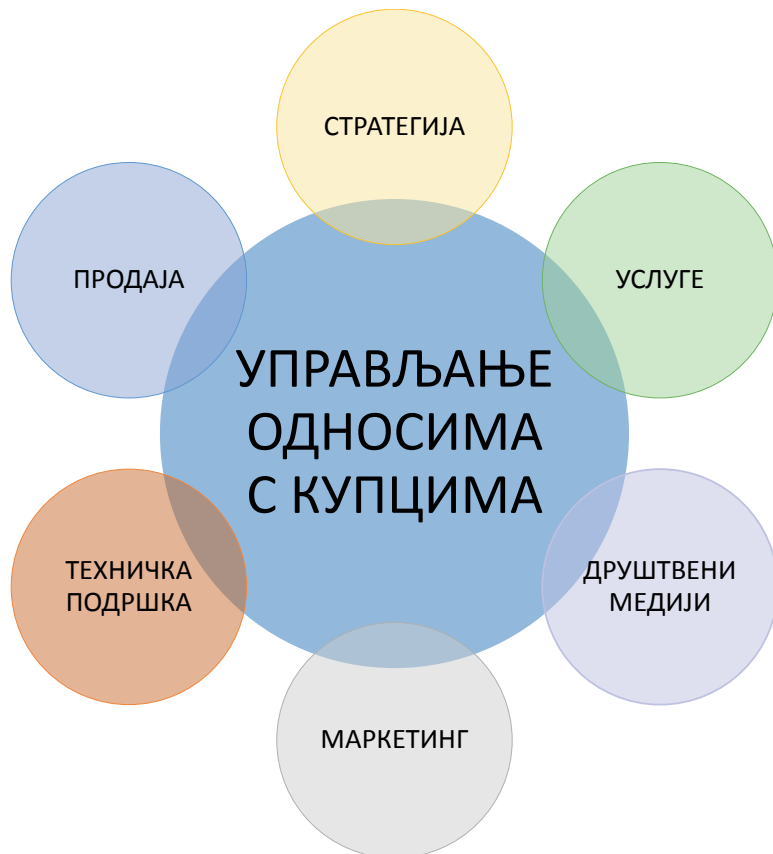 СТРАТЕГИЈА
ПРОДАЈА
УСЛУГЕ
УПРАВЉАЊЕ
ОДНОСИМА
С КУПЦИМА
ТЕХНИЧКА
ПОДРШКА
ДРУШТВЕНИ
МЕДИЈИ
МАРКЕТИНГ